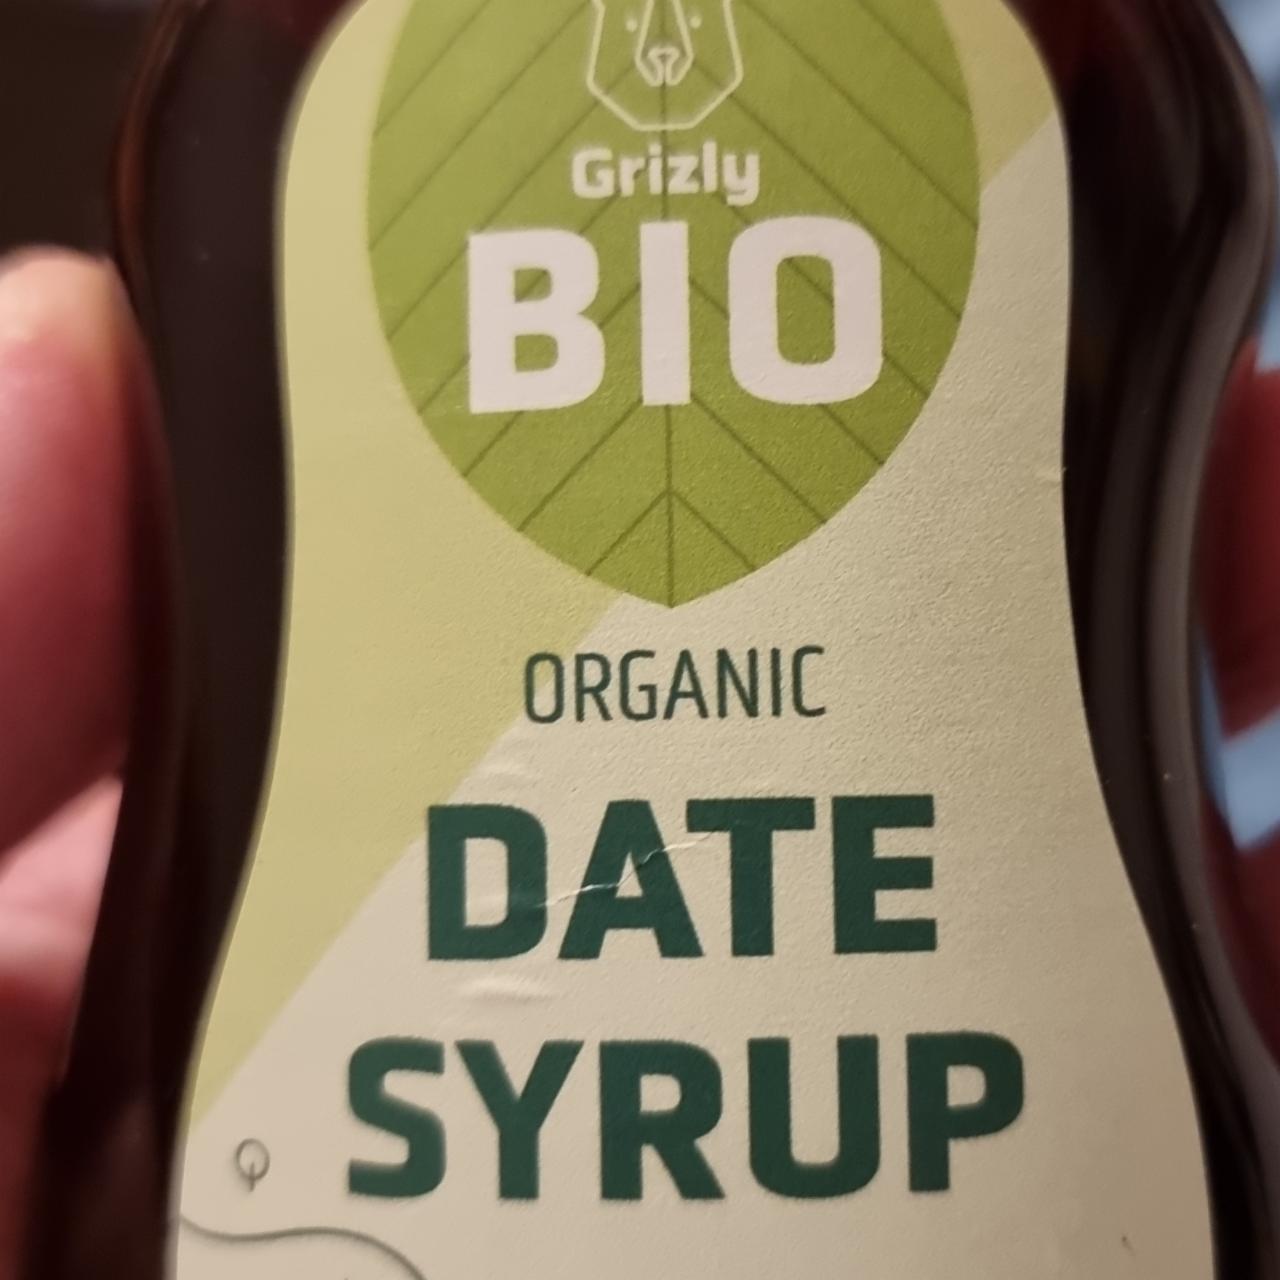 Grizly
BIO
ORGANIC
DATE
SYRUP